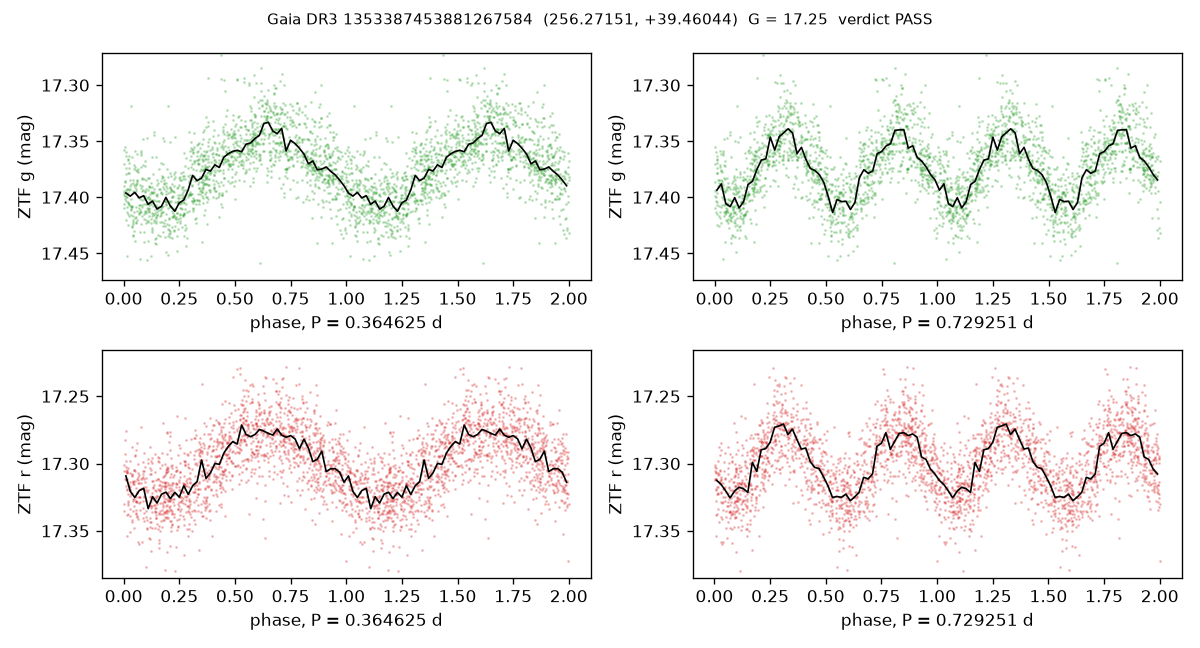 Gaia DR3 1353387453881267584 (256.27151, +39.46044) G = 17.25 verdict PASS
ZTF g (mag)
17.30
17.35
17.40
17.45
0.00 0.25 0.50 0.75 1.00 1.25 1.50 1.75 2.00
phase, P = 0.364625 d
ZTF g (mag)
17.30
17.35
17.40
17.45
0.00 0.25 0.50 0.75 1.00 1.25 1.50 1.75 2.00
phase, P = 0.729251 d
ZTF r (mag)
17.25
17.30
17.35
0.00 0.25 0.50 0.75 1.00 1.25 1.50 1.75 2.00
phase, P = 0.364625 d
ZTF r (mag)
17.25
17.30
17.35
0.00 0.25 0.50 0.75 1.00 1.25 1.50 1.75 2.00
phase, P = 0.729251 d